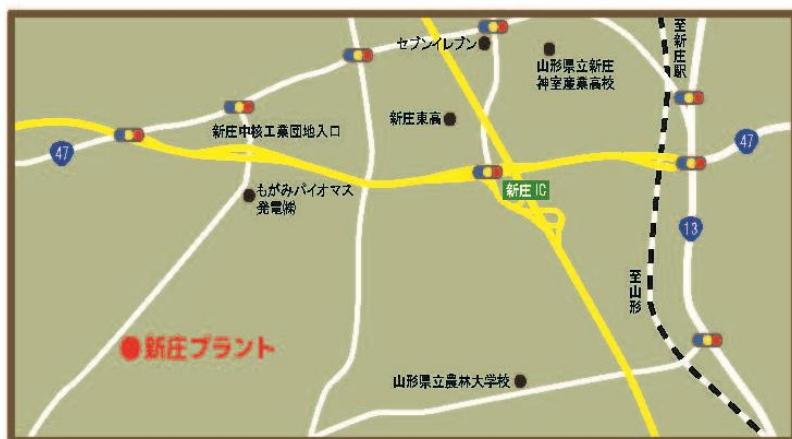 セブンイレブン
山形県立新庄
神室産業高校
至新庄駅
新庄中核工業団地入口
新庄東高
47
47
もがみバイオマス
発電㈱
新庄 IC
13
至山形
新庄プラント
山形県立農林大学校